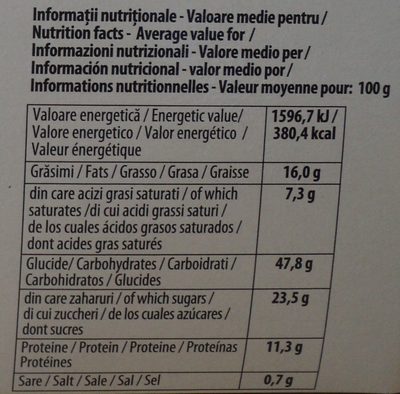 Informații nutriționale - Valoare medie pentru /
Nutrition facts - Average value for /
Informazioni nutrizionali - Valore medio per /
Información nutricional - valor medio por /
Informations nutritionnelles - Valeur moyenne pour: 100 g
Valoare energetică / Energetic value/ 1596,7 kJ /
Valore energetico / Valor energético / 380,4 kcal
Valeur énergétique
Grăsimi / Fats / Grasso / Grasa / Graisse 16,0 g
din care acizi grasi saturati / of which 7,3 g
saturates /di cui acidi grassi saturi /
de los cuales ácidos grasos saturados /
dont acides gras saturés
Glucide/ Carbohydrates / Carboidrati / 47,8 g
Carbohidratos / Glucides
din care zaharuri / of which sugars / 23,5 g
di cui zuccheri / de los cuales azúcares /
dont sucres
Proteine / Protein / Proteine / Proteínas 11,3 g
Protéines
Sare / Salt / Sale / Sal / Sel 0,7 g